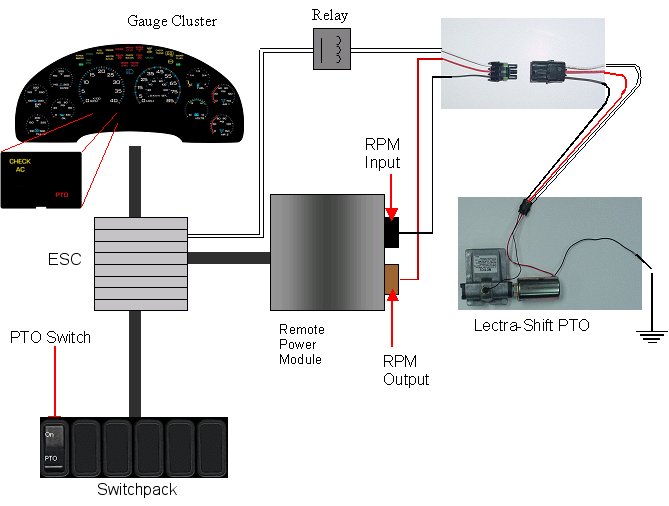 Gauge Cluster
Relay
CHECK
AC
PTO
RPM
Input
ESC
Remote
Power
Module
RPM
Output
Lectra-Shift PTO
PTO Switch
On
PTO
Switchpack